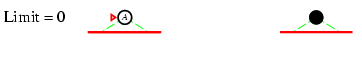 Limit = 0 A